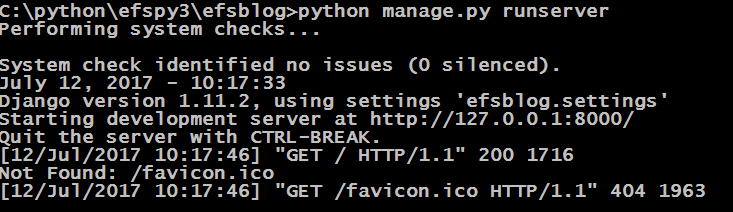 C:\python\efspy3\efsblog>python manage.py runserver
Performing system checks...
System check identified no issues (0 silenced).
July 12, 2017 - 10:17:33
Django version 1.11.2, using settings 'efsblog.settings'
Starting development server at http://127.0.0.1:8000/
Quit the server with CTRL-BREAK.
[12/Jul/2017 10:17:46] "GET / HTTP/1.1" 200 1716
Not Found: /favicon.ico
[12/Jul/2017 10:17:46] "GET /favicon.ico HTTP/1.1" 404 1963